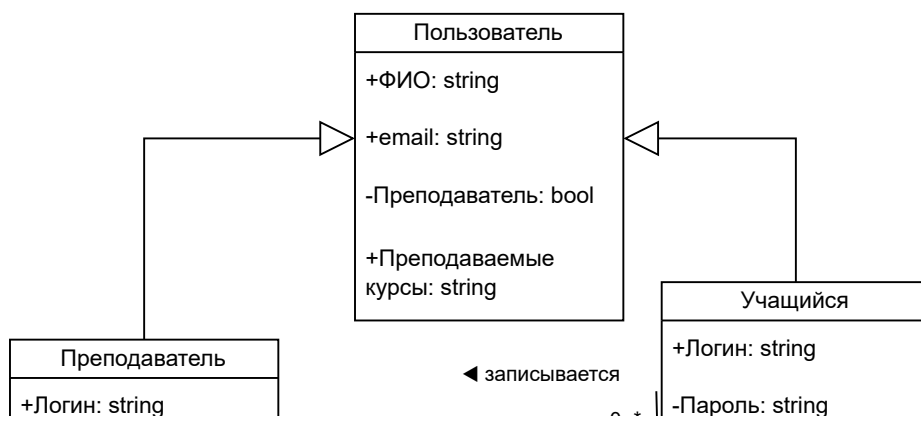 Пользователь
+ФИО: string
+email: string
-Преподаватель: bool
+Преподаваемые
курсы: string
Учащийся
+Логин: string
-Пароль: string
Преподаватель
+Логин: string
◀ записывается